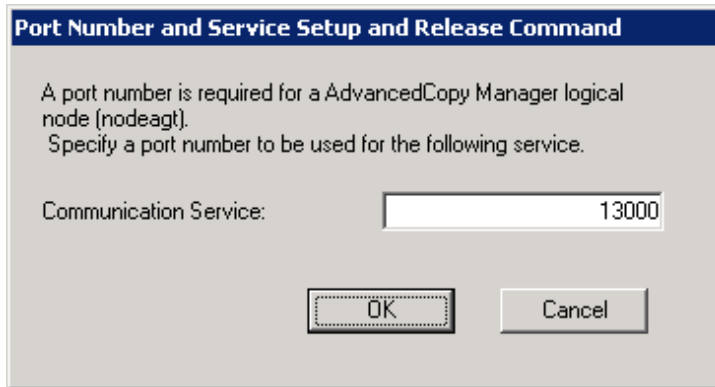 Port Number and Service Setup and Release Command
A port number is required for a AdvancedCopy Manager logical
node (nodeagt).
Specify a port number to be used for the following service.
Communication Service: 13000
OK Cancel